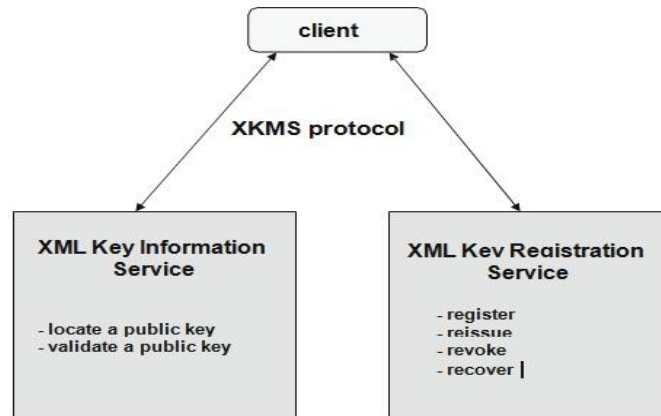 client
XKMS protocol
XML Key Information
Service
- locate a public key
- validate a public key
XML Key Registration
Service
- register
- reissue
- revoke
- recover